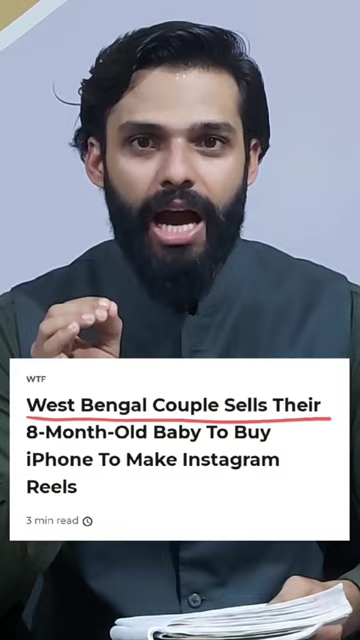 WTF
West Bengal Couple Sells Their
8-Month-Old Baby To Buy
iPhone To Make Instagram
Reels
3 min read